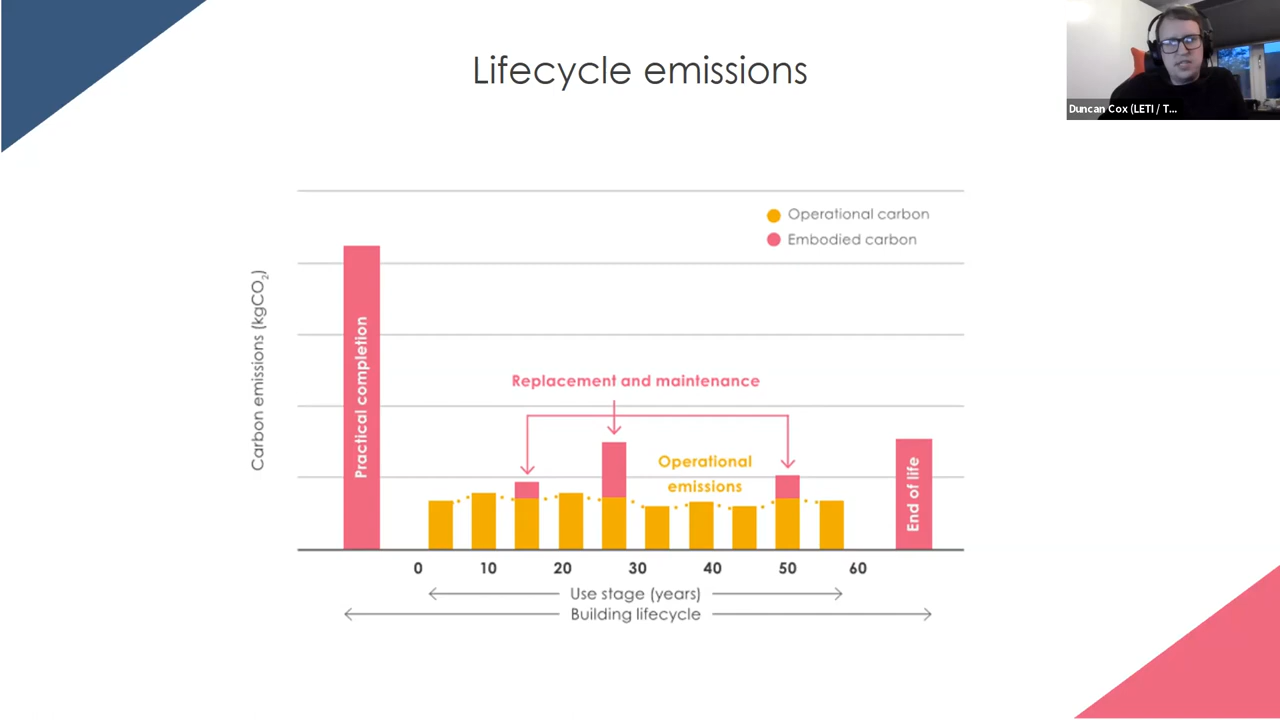 Lifecycle emissions
Duncan Cox (LETI / T...
Operational carbon
Embodied carbon
Carbon emissions (kgCO₂)
Practical completion
Replacement and maintenance
Operational
emissions
End of life
0 10 20 30 40 50 60
Use stage (years)
Building lifecycle